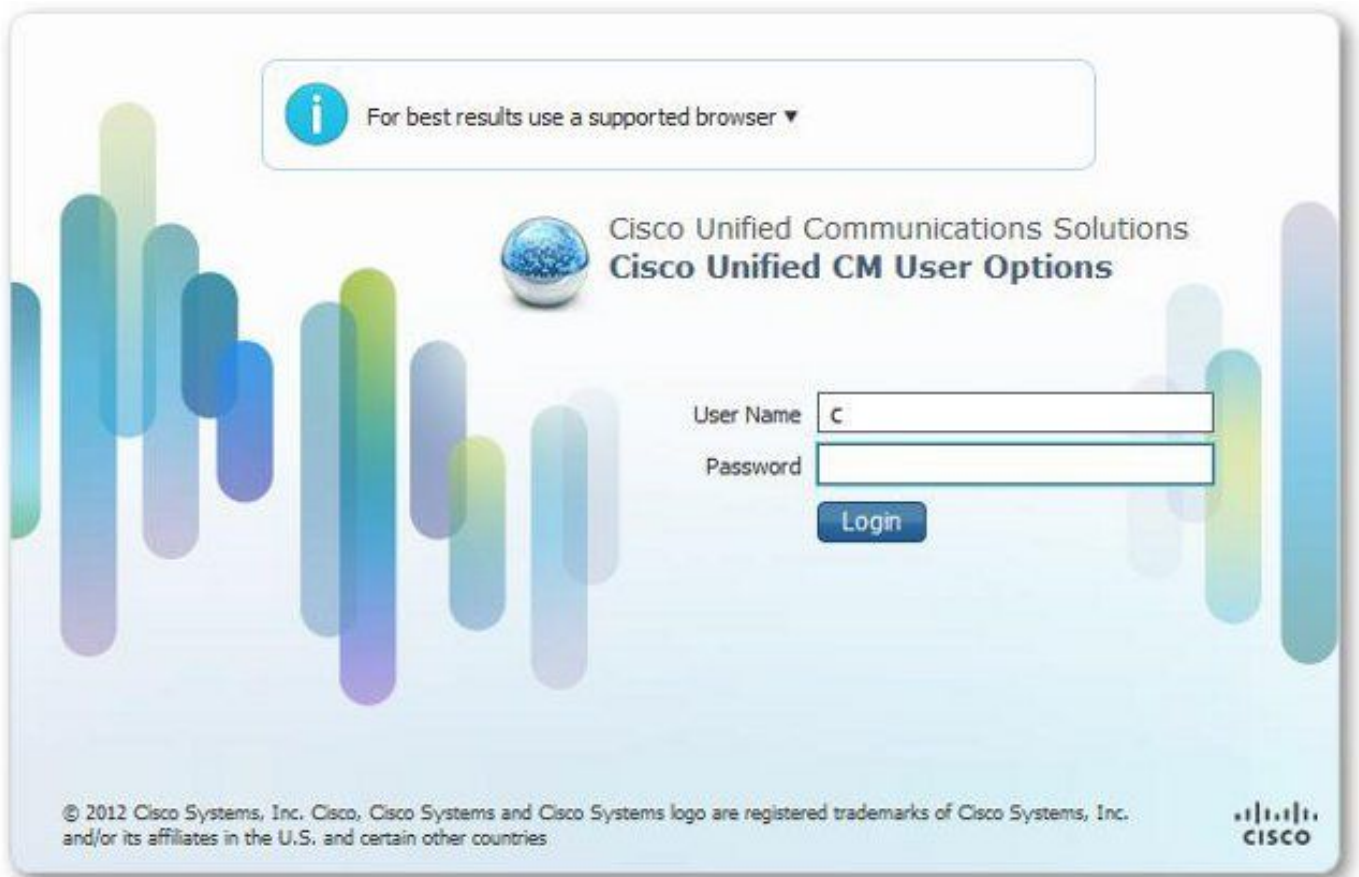 For best results use a supported browser ▼
Cisco Unified Communications Solutions
Cisco Unified CM User Options
User Name c
Password
Login
© 2012 Cisco Systems, Inc. Cisco, Cisco Systems and Cisco Systems logo are registered trademarks of Cisco Systems, Inc.
and/or its affiliates in the U.S. and certain other countries
CISCO